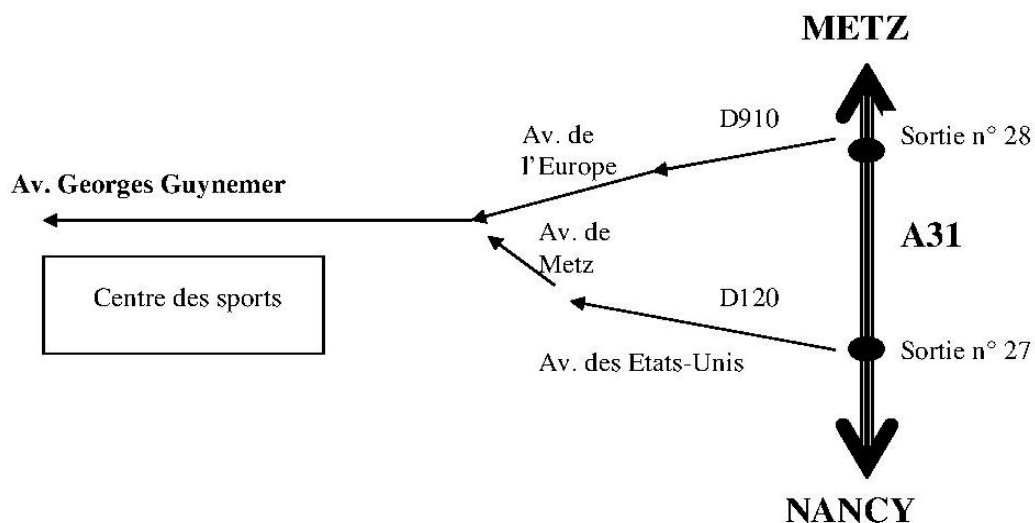 METZ
D910
Sortie n° 28
Av. de
l'Europe
Av. Georges Guynemer
Av. de
Metz
A31
Centre des sports
D120
Sortie n° 27
Av. des Etats-Unis
NANCY